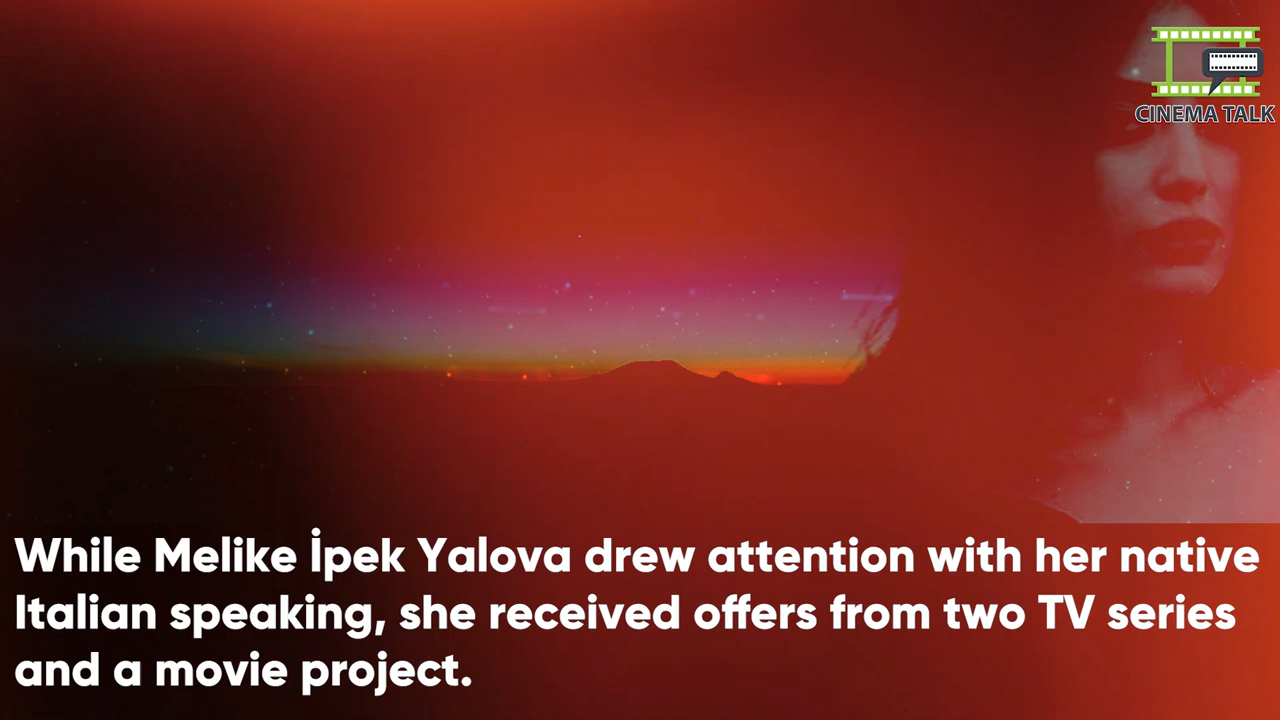 CINEMA TALK
While Melike İpek Yalova drew attention with her native
Italian speaking, she received offers from two TV series
and a movie project.